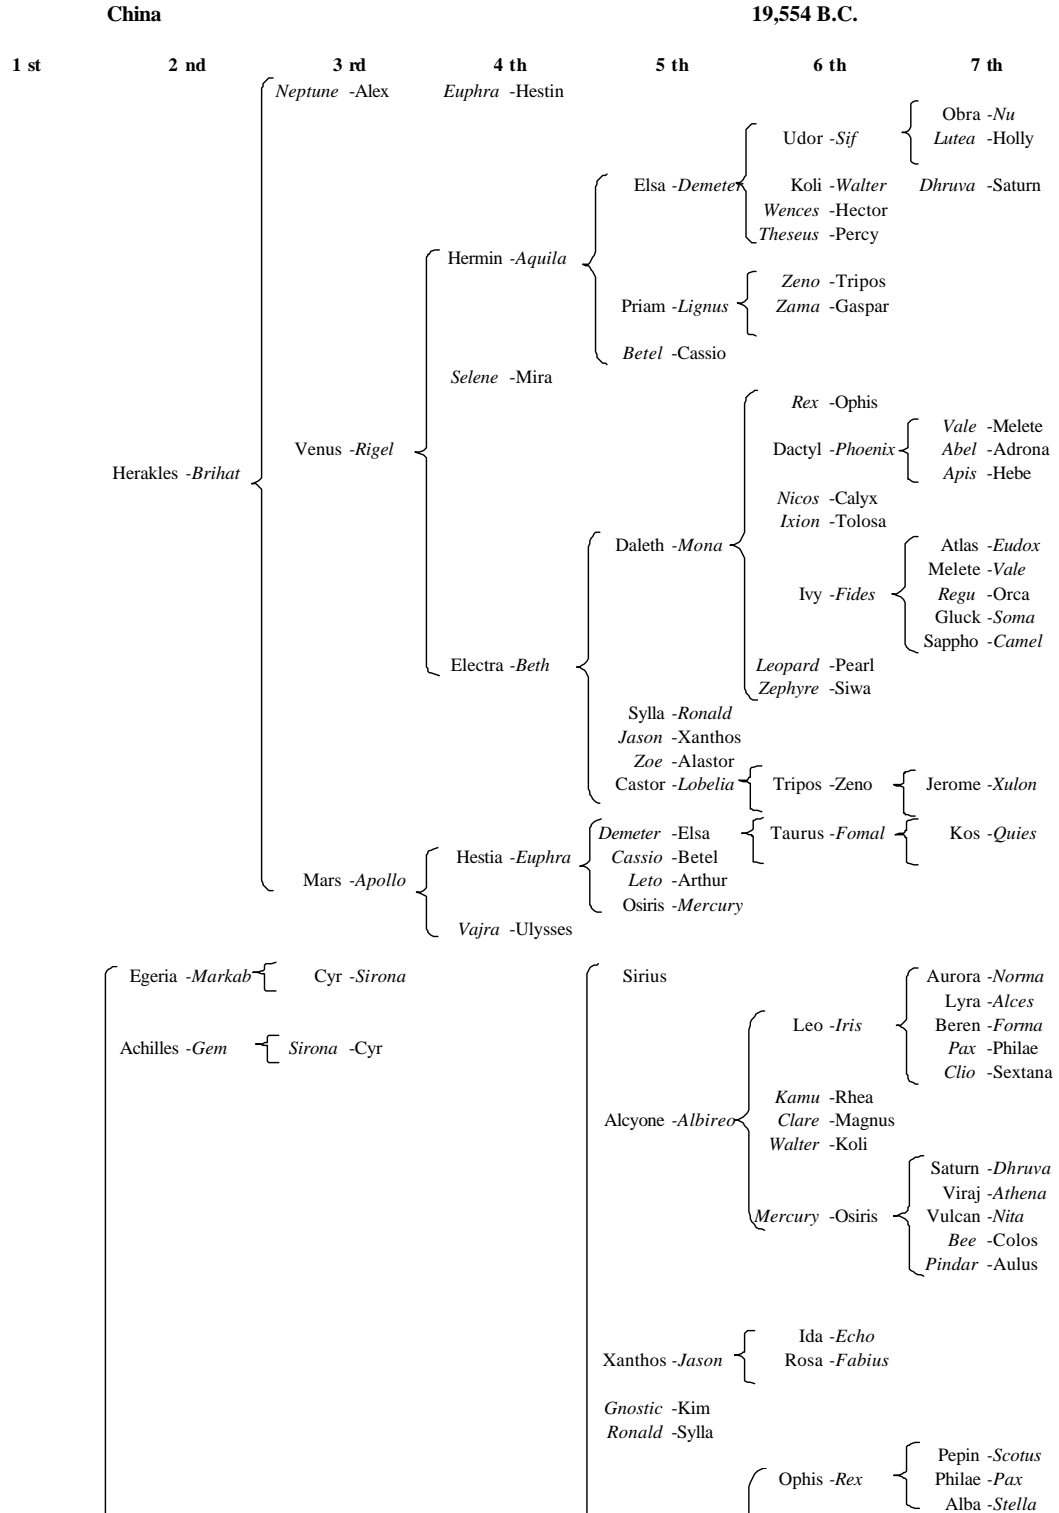 China 19,554 B.C.
1 st 2 nd 3 rd 4 th 5 th 6 th 7 th
Neptune -Alex Euphra -Hestin
Obra -Nu
Udor -Sif Lutea -Holly
Elsa -Demeter Koli -Walter Dhruva -Saturn
Wences -Hector
Theseus -Percy
Hermin -Aquila
Zeno -Tripos
Priam -Lignus Zama -Gaspar
Betel -Cassio
Selene -Mira
Rex -Ophis
Vale -Melete
Venus -Rigel Dactyl -Phoenix Abel -Adrona
Herakles -Brihat Apis -Hebe
Nicos -Calyx
Ixion -Tolosa
Daleth -Mona Atlas -Eudox
Melete -Vale
Ivy -Fides Regu -Orca
Gluck -Soma
Sappho -Camel
Electra -Beth Leopard -Pearl
Zephyre -Siwa
Sylla -Ronald
Jason -Xanthos
Zoe -Alastor
Castor -Lobelia Tripos -Zeno Jerome -Xulon
Demeter -Elsa Taurus -Fomal Kos -Quies
Hestia -Euphra Cassio -Betel
Mars -Apollo Leto -Arthur
Osiris -Mercury
Vajra -Ulysses
Egeria -Markab Cyr -Sirona Sirius Aurora -Norma
Lyra -Alces
Leo -Iris Beren -Forma
Achilles -Gem Sirona -Cyr Pax -Philae
Clio -Sextana
Kamu -Rhea
Alcyone -Albireo Clare -Magnus
Walter -Koli
Saturn -Dhruva
Viraj -Athena
Mercury -Osiris Vulcan -Nita
Bee -Colos
Pindar -Aulus
Ida -Echo
Xanthos -Jason Rosa -Fabius
Gnostic -Kim
Ronald -Sylla
Pepin -Scotus
Ophis -Rex Philae -Pax
Alba -Stella